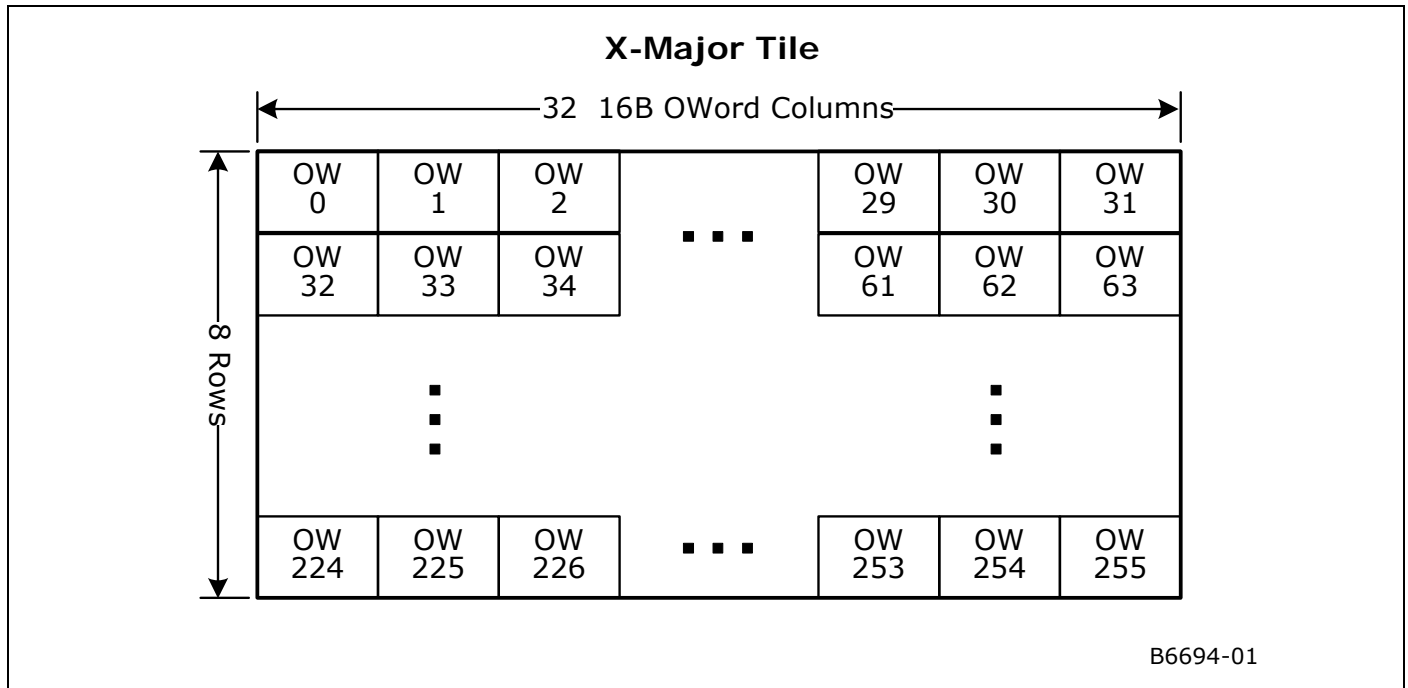 X-Major Tile
32 16B OWord Columns
OW OW OW OW OW OW
0 1 2 29 30 31
OW OW OW OW OW OW
32 33 34 61 62 63
8 Rows
OW OW OW OW OW OW
224 225 226 253 254 255
B6694-01